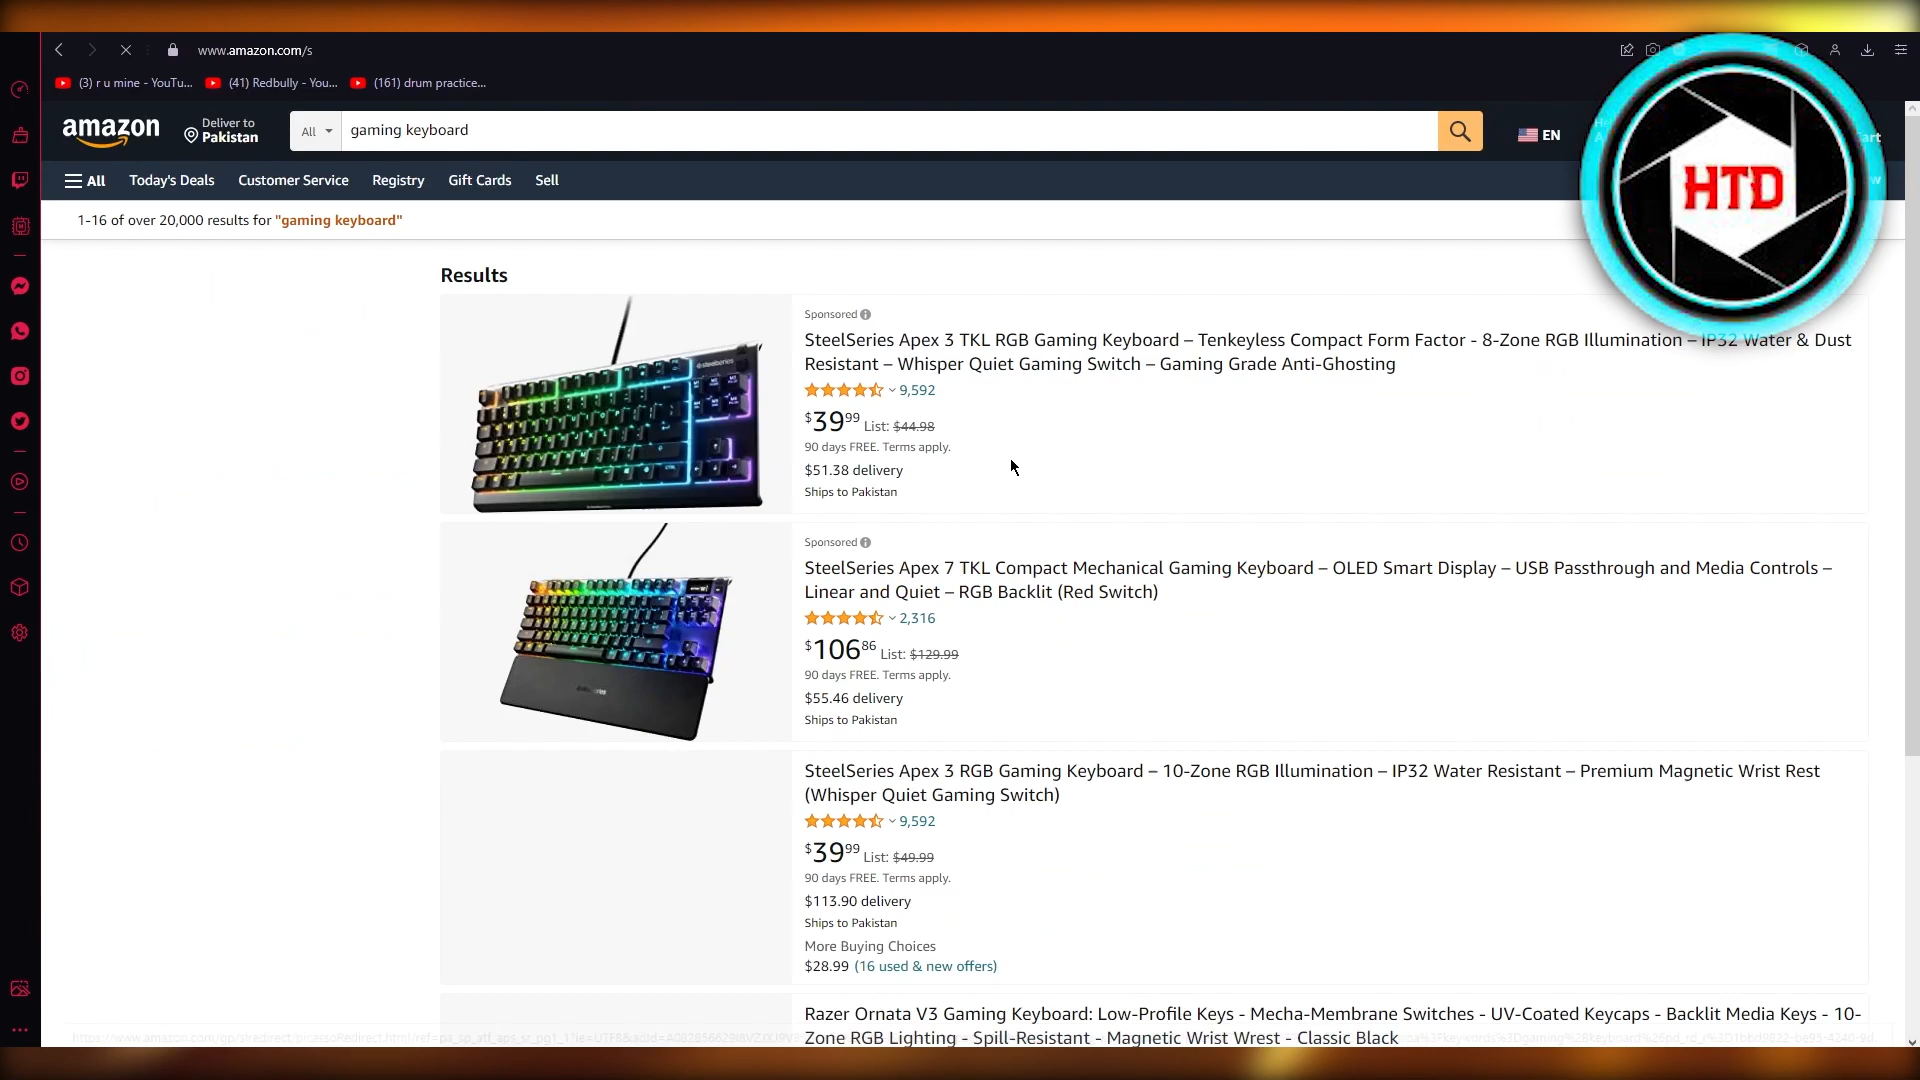 www.amazon.com/s
(3) r u mine - YouTu...
(41) Redbully - You...
(161) drum practice...
amazon
Deliver to
Pakistan
All
gaming keyboard
EN
HTD
All
Today's Deals
Customer Service
Registry
Gift Cards
Sell
1-16 of over 20,000 results for "gaming keyboard"
Results
Sponsored
SteelSeries Apex 3 TKL RGB Gaming Keyboard – Tenkeyless Compact Form Factor - 8-Zone RGB Illumination – IP32 Water & Dust
Resistant – Whisper Quiet Gaming Switch – Gaming Grade Anti-Ghosting
9,592
$39.99 List: $44.98
90 days FREE. Terms apply.
$51.38 delivery
Ships to Pakistan
Sponsored
SteelSeries Apex 7 TKL Compact Mechanical Gaming Keyboard – OLED Smart Display – USB Passthrough and Media Controls –
Linear and Quiet – RGB Backlit (Red Switch)
2,316
$106.86 List: $129.99
90 days FREE. Terms apply.
$55.46 delivery
Ships to Pakistan
SteelSeries Apex 3 RGB Gaming Keyboard – 10-Zone RGB Illumination – IP32 Water Resistant – Premium Magnetic Wrist Rest
(Whisper Quiet Gaming Switch)
9,592
$39.99 List: $49.99
90 days FREE. Terms apply.
$113.90 delivery
Ships to Pakistan
More Buying Choices
$28.99 (16 used & new offers)
Razer Ornata V3 Gaming Keyboard: Low-Profile Keys - Mecha-Membrane Switches - UV-Coated Keycaps - Backlit Media Keys - 10-
Zone RGB Lighting - Spill-Resistant - Magnetic Wrist Wrest - Classic Black